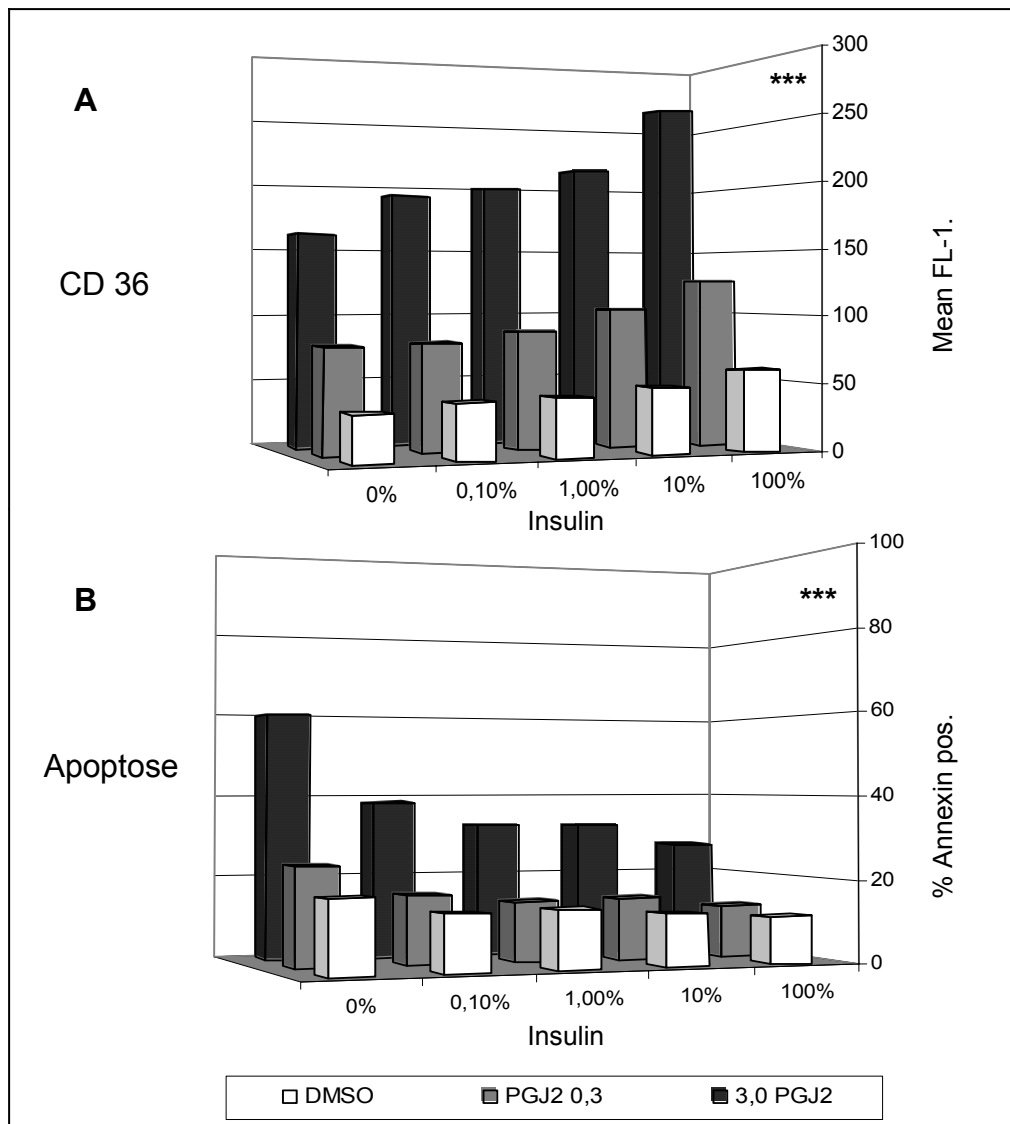 A
***
300
250
200
150
100
50
0
CD 36
Mean FL-1.
0% 0,10% 1,00% 10% 100%
Insulin
B
***
100
80
60
40
20
0
Apoptose
% Annexin pos.
0% 0,10% 1,00% 10% 100%
Insulin
DMSO PGJ2 0,3 3,0 PGJ2